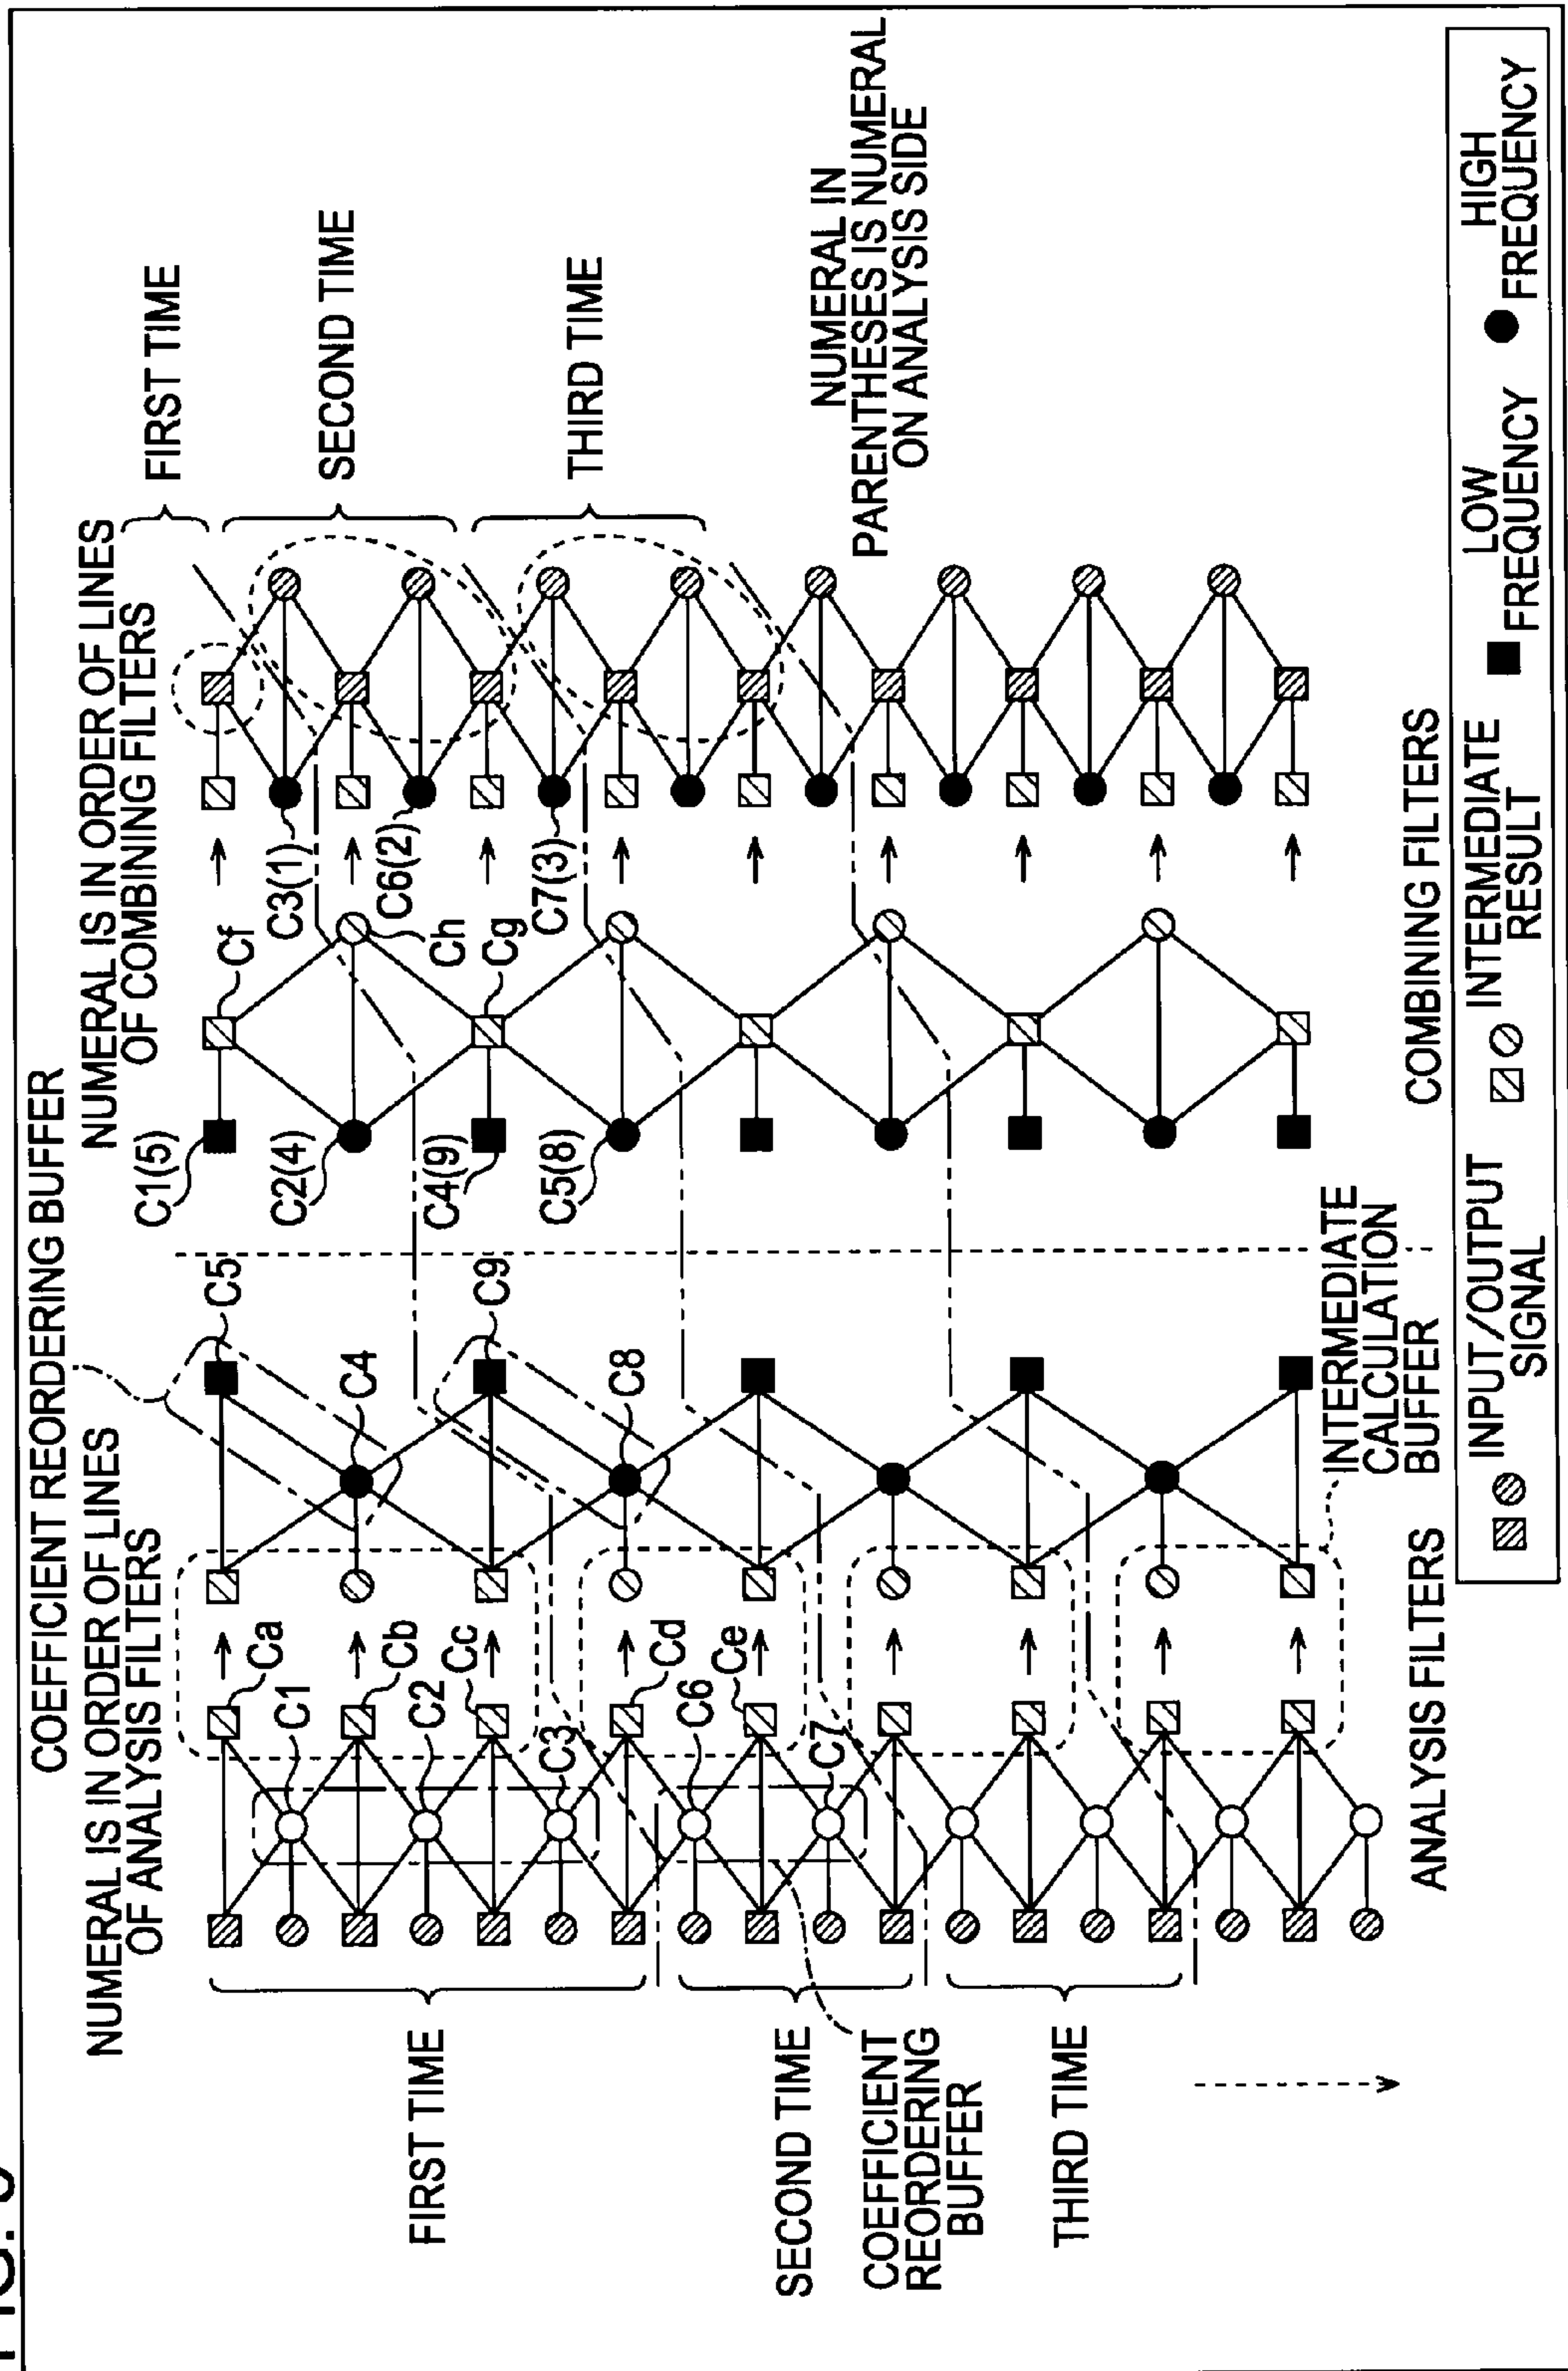 COEFFICIENT REORDERING BUFFER
NUMERAL IS IN ORDER OF LINES
OF ANALYSIS FILTERS
NUMERAL IS IN ORDER OF LINES
OF COMBINING FILTERS
FIRST TIME
SECOND TIME
COEFFICIENT
REORDERING
BUFFER
THIRD TIME
Ca
C1
Cb
C2
Cc
C3
Cd
C6
Ce
C7
C5
C4
C9
C8
INTERMEDIATE
CALCULATION
BUFFER
ANALYSIS FILTERS
C1(5)
C2(4)
C4(9)
C5(8)
Cf
Ch
Cg
C3(1)
C6(2)
C7(3)
FIRST TIME
SECOND TIME
THIRD TIME
NUMERAL IN
PARENTHESES IS NUMERAL
ON ANALYSIS SIDE
COMBINING FILTERS
INPUT/OUTPUT
SIGNAL
INTERMEDIATE
RESULT
LOW
FREQUENCY
HIGH
FREQUENCY